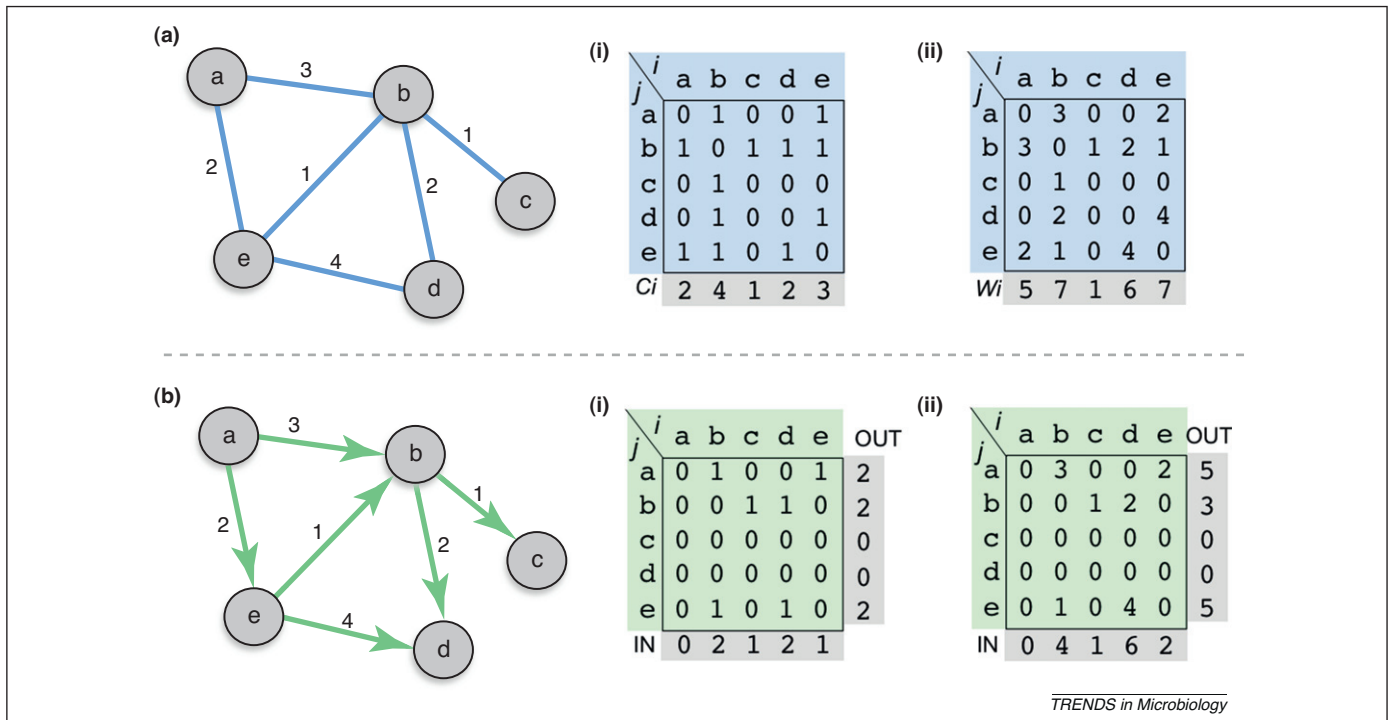 (a)
a
3
b
1
c
2
1
2
e
4
d
(i)
i
j
a b c d e
a 0 1 0 0 1
b 1 0 1 1 1
c 0 1 0 0 0
d 0 1 0 0 1
e 1 1 0 1 0
Ci 2 4 1 2 3
(ii)
i
j
a b c d e
a 0 3 0 0 2
b 3 0 1 2 1
c 0 1 0 0 0
d 0 2 0 0 4
e 2 1 0 4 0
Wi 5 7 1 6 7
(b)
a
3
b
1
c
2
1
2
e
4
d
(i)
i
j
a b c d e OUT
a 0 1 0 0 1 2
b 0 0 1 1 0 2
c 0 0 0 0 0 0
d 0 0 0 0 0 0
e 0 1 0 1 0 2
IN 0 2 1 2 1
(ii)
i
j
a b c d e OUT
a 0 3 0 0 2 5
b 0 0 1 2 0 3
c 0 0 0 0 0 0
d 0 0 0 0 0 0
e 0 1 0 4 0 5
IN 0 4 1 6 2
TRENDS in Microbiology